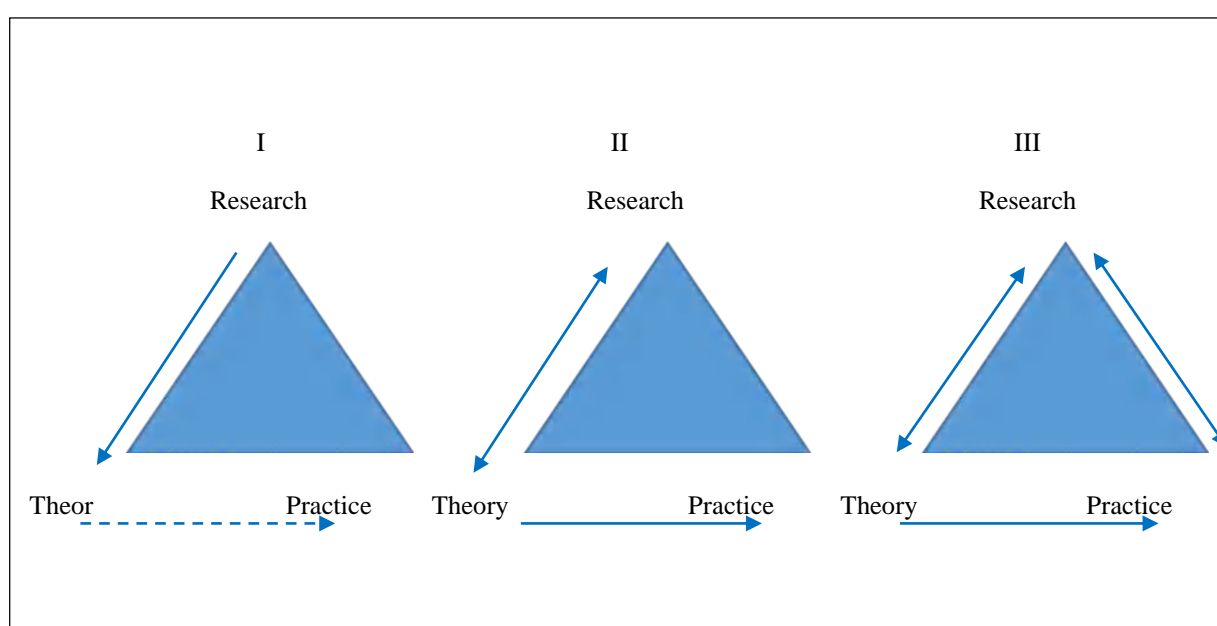 I II III
Research Research Research
Theor Practice Theory Practice Theory Practice